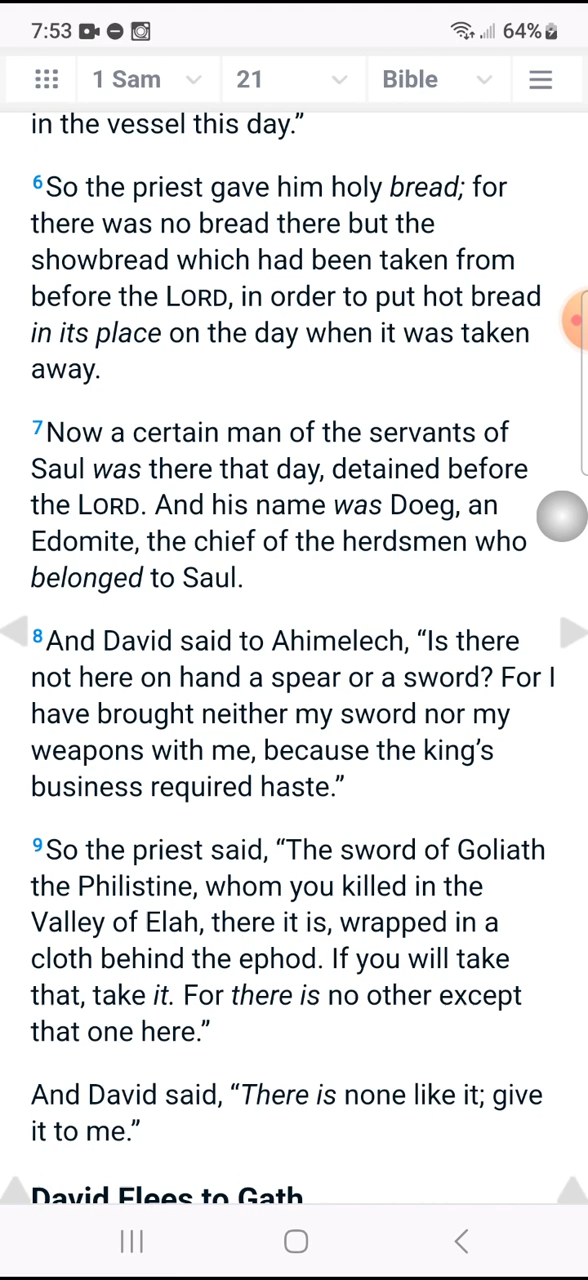 7:53 64%
1 Sam 21 Bible
in the vessel this day.”
6 So the priest gave him holy bread; for
there was no bread there but the
showbread which had been taken from
before the LORD, in order to put hot bread
in its place on the day when it was taken
away.
7 Now a certain man of the servants of
Saul was there that day, detained before
the LORD. And his name was Doeg, an
Edomite, the chief of the herdsmen who
belonged to Saul.
8 And David said to Ahimelech, “Is there
not here on hand a spear or a sword? For I
have brought neither my sword nor my
weapons with me, because the king’s
business required haste.”
9 So the priest said, “The sword of Goliath
the Philistine, whom you killed in the
Valley of Elah, there it is, wrapped in a
cloth behind the ephod. If you will take
that, take it. For there is no other except
that one here.”
And David said, “There is none like it; give
it to me.”
David Flees to Gath